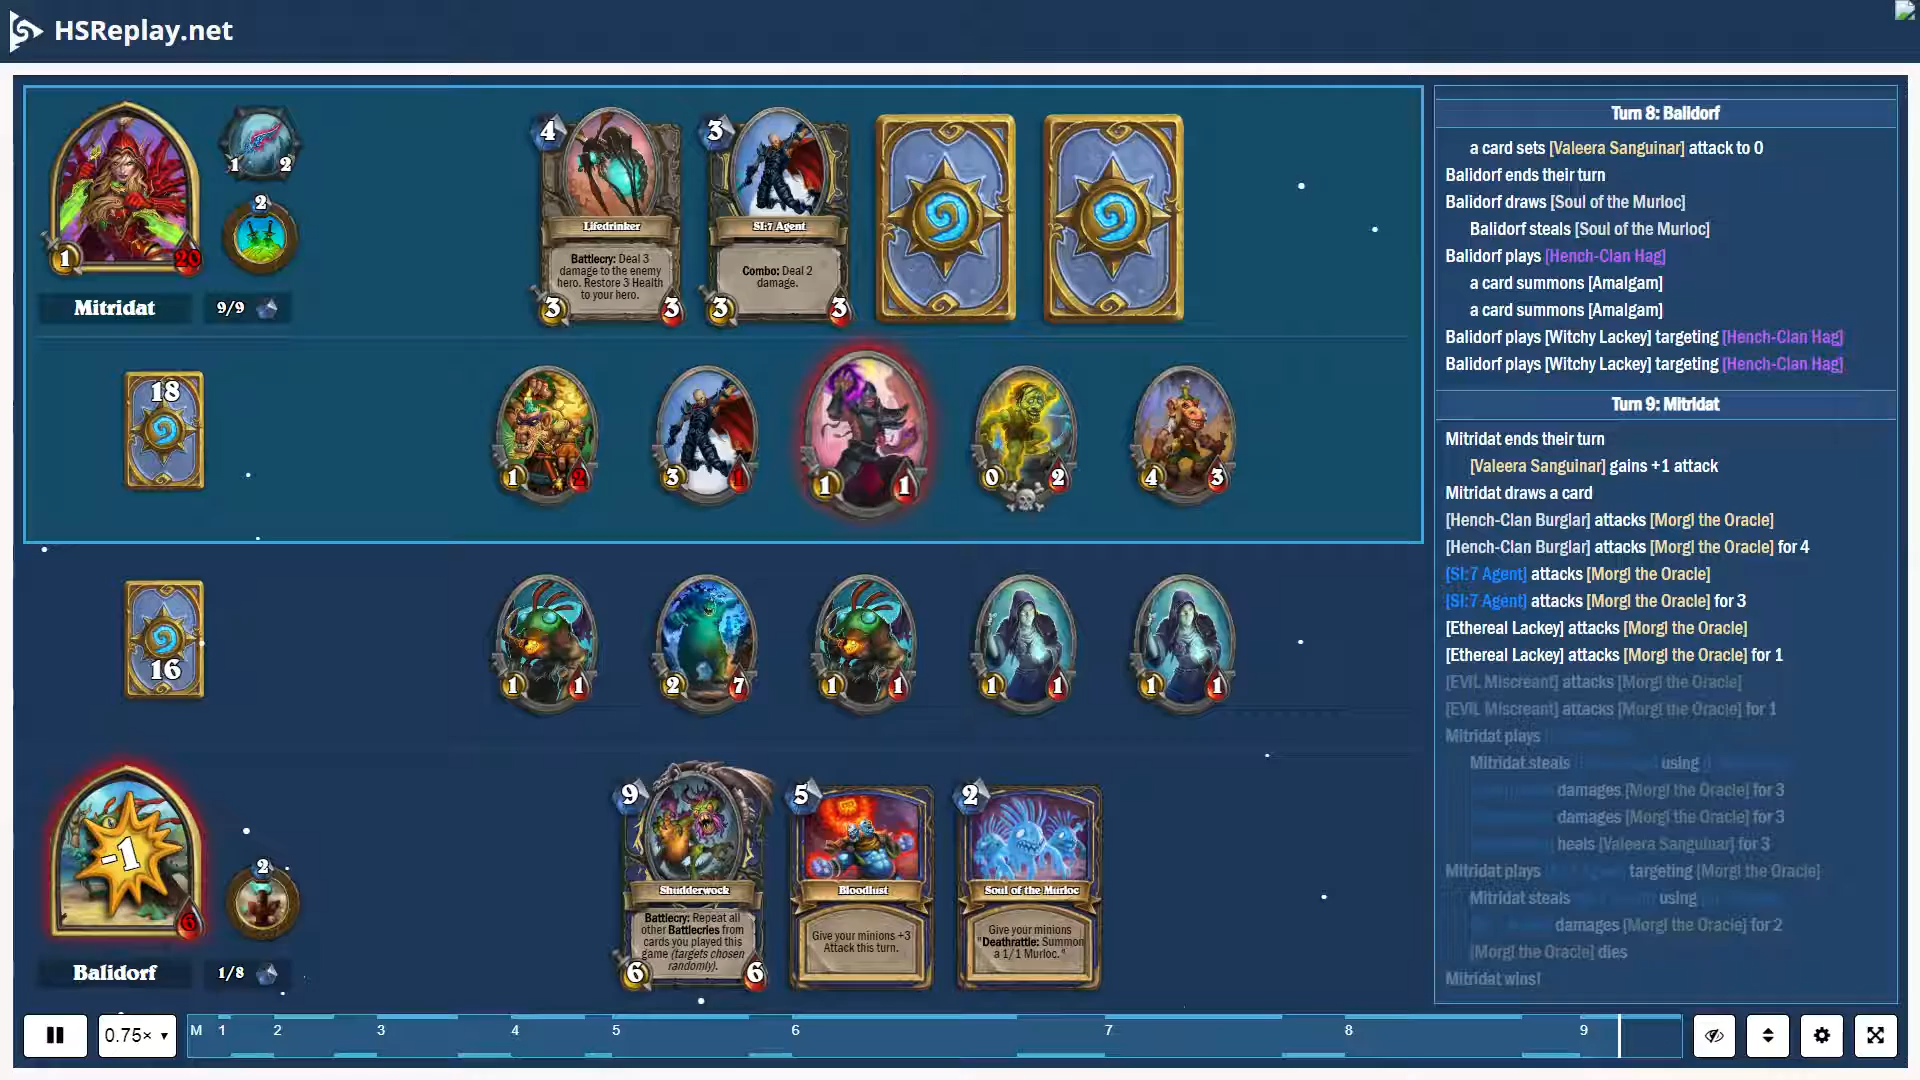 HSReplay.net
1
2
2
1
20
Mitridat
9/9
4
Lifedrinker
Battlecry: Deal 3
damage to the enemy
hero. Restore 3 Health
to your hero.
3
3
3
SI:7 Agent
Combo: Deal 2
damage.
3
3
18
1
2
3
1
1
1
0
2
4
3
16
1
1
2
7
1
1
1
1
1
1
-1
6
2
Balidorf
1/8
9
Shudderwock
Battlecry: Repeat all
other Battlecries from
cards you played this
game (targets chosen
randomly).
6
6
5
Bloodlust
Give your minions +3
Attack this turn.
2
Soul of the Murloc
Give your minions
"Deathrattle: Summon
a 1/1 Murloc."
Turn 8: Balidorf
a card sets [Valeera Sanguinar] attack to 0
Balidorf ends their turn
Balidorf draws [Soul of the Murloc]
Balidorf steals [Soul of the Murloc]
Balidorf plays [Hench-Clan Hag]
a card summons [Amalgam]
a card summons [Amalgam]
Balidorf plays [Witchy Lackey] targeting [Hench-Clan Hag]
Balidorf plays [Witchy Lackey] targeting [Hench-Clan Hag]
Turn 9: Mitridat
Mitridat ends their turn
[Valeera Sanguinar] gains +1 attack
Mitridat draws a card
[Hench-Clan Burglar] attacks [Morgl the Oracle]
[Hench-Clan Burglar] attacks [Morgl the Oracle] for 4
[SI:7 Agent] attacks [Morgl the Oracle]
[SI:7 Agent] attacks [Morgl the Oracle] for 3
[Ethereal Lackey] attacks [Morgl the Oracle]
[Ethereal Lackey] attacks [Morgl the Oracle] for 1
[EVIL Miscreant] attacks [Morgl the Oracle]
[EVIL Miscreant] attacks [Morgl the Oracle] for 1
Mitridat plays
Mitridat steals using
damages [Morgl the Oracle] for 3
damages [Morgl the Oracle] for 3
heals [Valeera Sanguinar] for 3
Mitridat plays targeting [Morgl the Oracle]
Mitridat steals using
damages [Morgl the Oracle] for 2
[Morgl the Oracle] dies
Mitridat wins!
0.75×
M 1 2 3 4 5 6 7 8 9